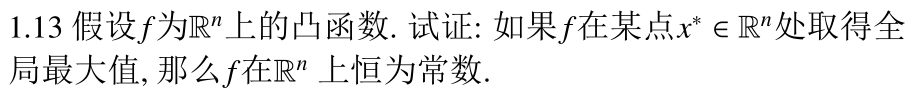 1.13 假设f为ℝⁿ上的凸函数. 试证: 如果f在某点x* ∈ ℝⁿ处取得全
局最大值, 那么f在ℝⁿ 上恒为常数.